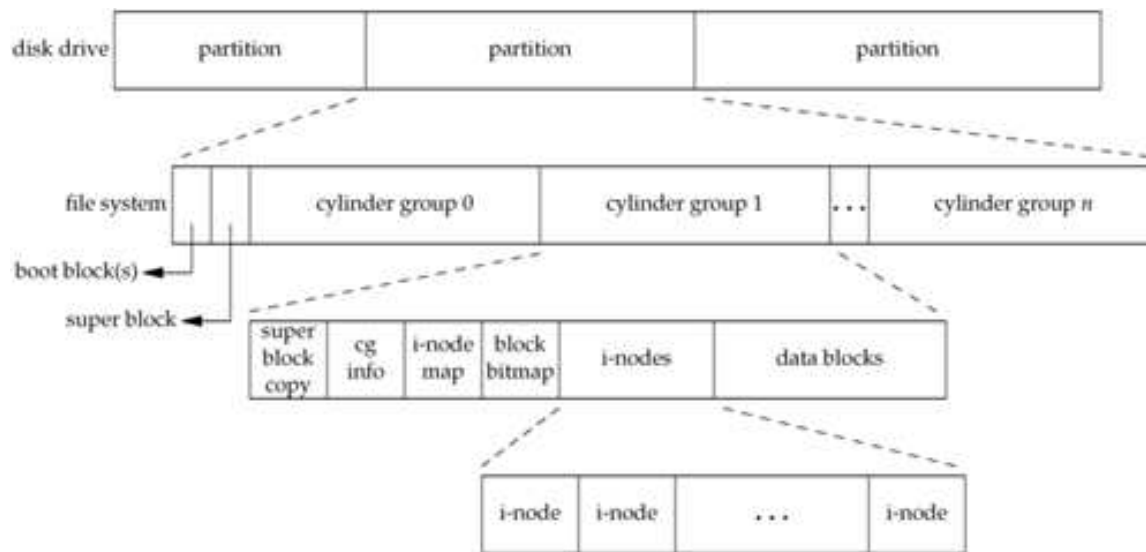 disk drive partition partition partition
file system cylinder group 0 cylinder group 1 ... cylinder group n
boot block(s)
super block
super
block
copy
cg
info
i-node
map
block
bitmap
i-nodes
data blocks
i-node i-node ... i-node